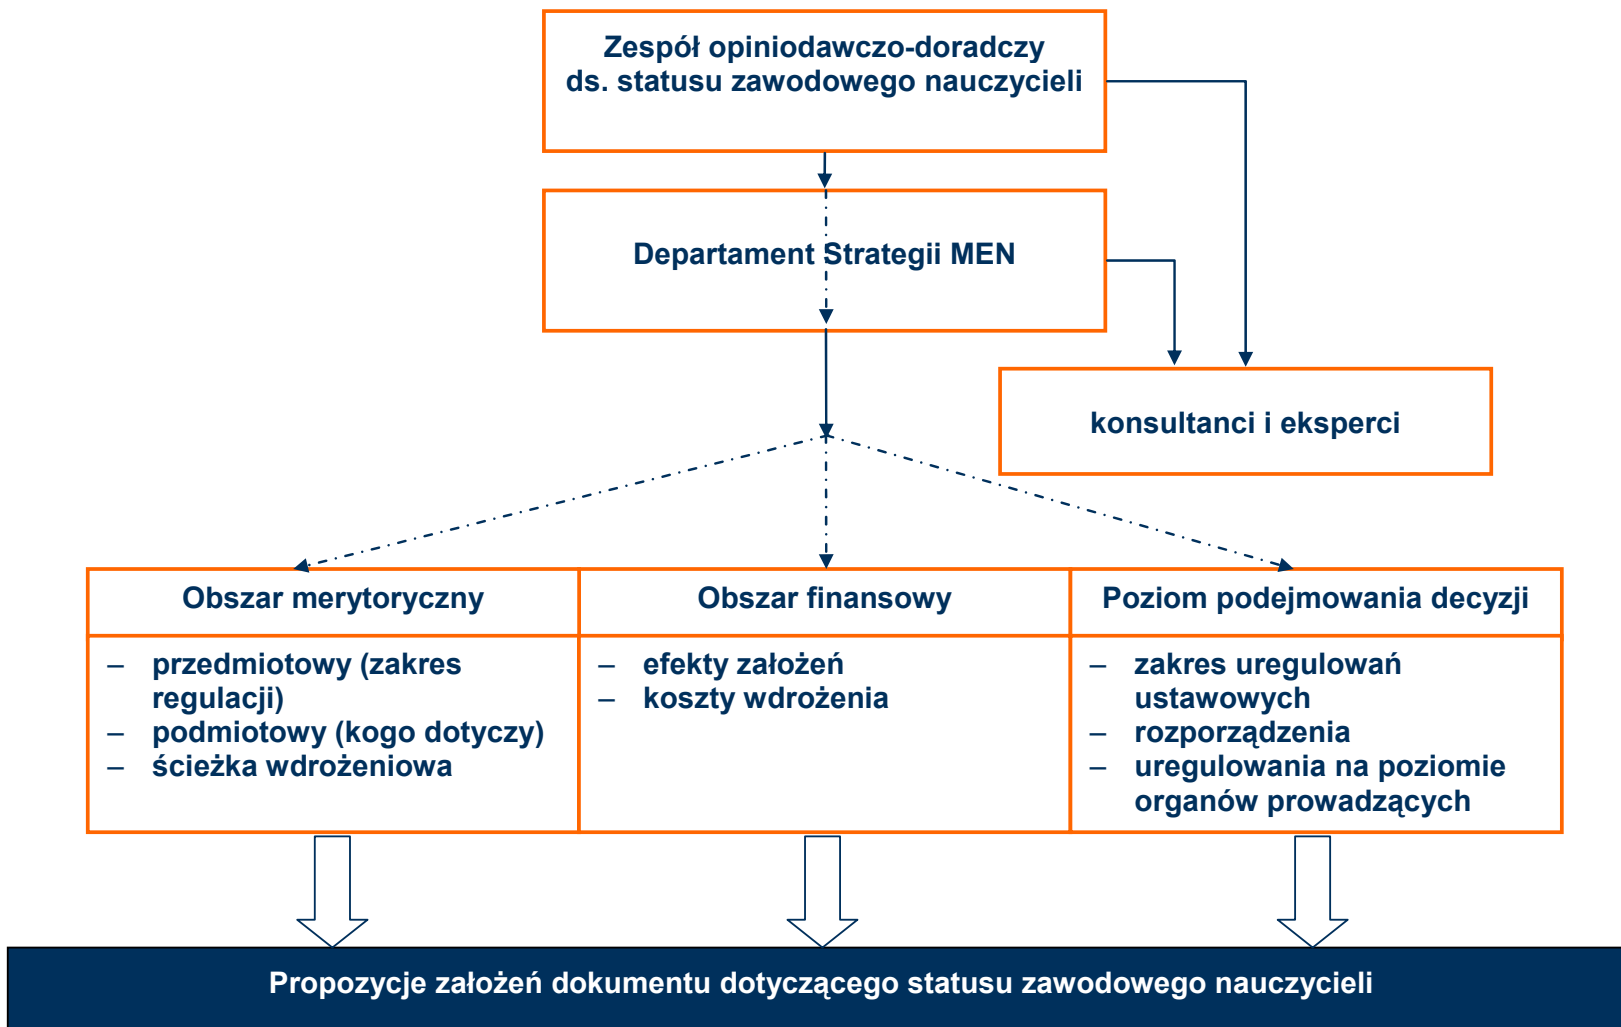 Zespół opiniodawczo-doradczy
ds. statusu zawodowego nauczycieli
Departament Strategii MEN
konsultanci i eksperci
Obszar merytoryczny
– przedmiotowy (zakres
regulacji)
– podmiotowy (kogo dotyczy)
– ścieżka wdrożeniowa
Obszar finansowy
– efekty założeń
– koszty wdrożenia
Poziom podejmowania decyzji
– zakres uregulowań
ustawowych
– rozporządzenia
– uregulowania na poziomie
organów prowadzących
Propozycje założeń dokumentu dotyczącego statusu zawodowego nauczycieli